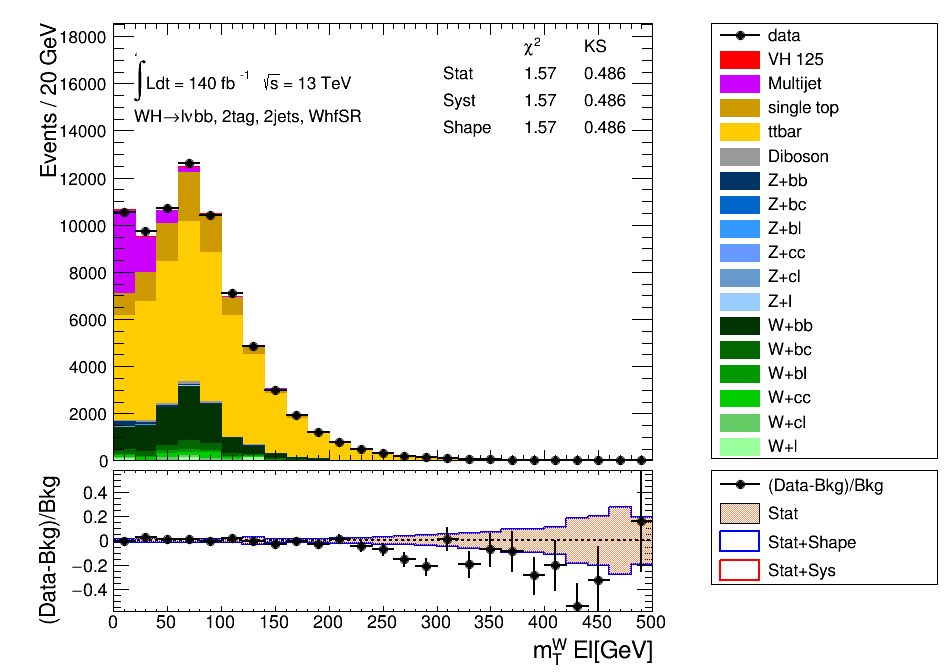 Events / 20 GeV
18000
16000
14000
12000
10000
8000
6000
4000
2000
0
∫ Ldt = 140 fb⁻¹ √s = 13 TeV
WH→lνbb, 2tag, 2jets, WhfSR
χ² KS
Stat 1.57 0.486
Syst 1.57 0.486
Shape 1.57 0.486
data
VH 125
Multijet
single top
ttbar
Diboson
Z+bb
Z+bc
Z+bl
Z+cc
Z+cl
Z+l
W+bb
W+bc
W+bl
W+cc
W+cl
W+l
(Data-Bkg)/Bkg
0.4
0.2
0
−0.2
−0.4
0 50 100 150 200 250 300 350 400 450 500
m_T^W El[GeV]
(Data-Bkg)/Bkg
Stat
Stat+Shape
Stat+Sys